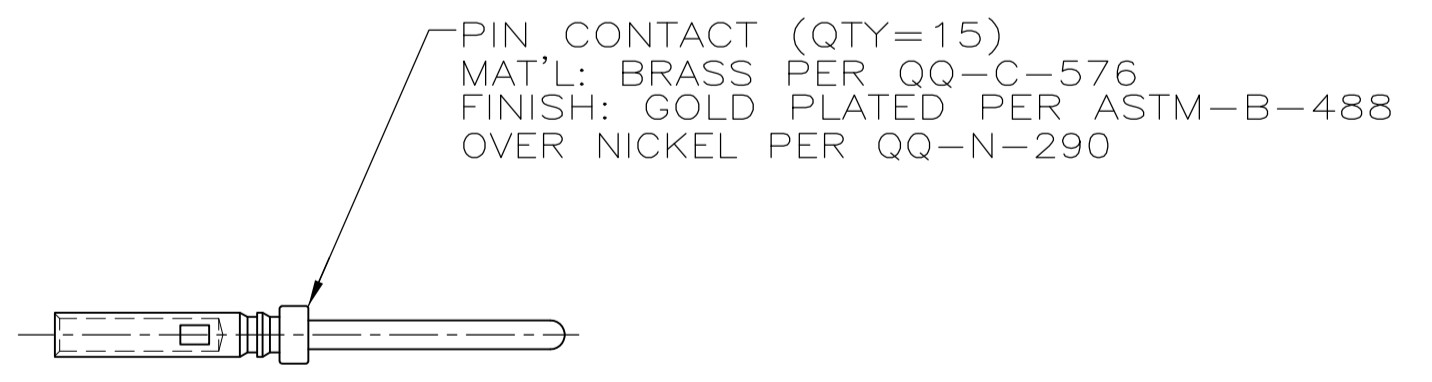 PIN CONTACT (QTY=15)
MAT'L: BRASS PER QQ-C-576
FINISH: GOLD PLATED PER ASTM-B-488
OVER NICKEL PER QQ-N-290